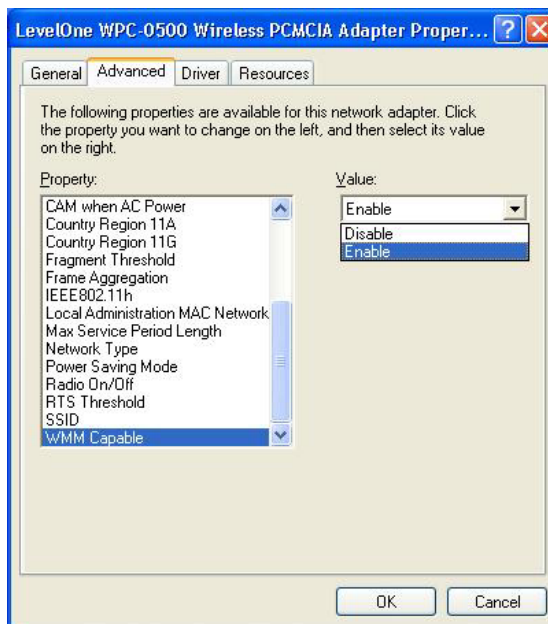 LevelOne WPC-0500 Wireless PCMCIA Adapter Proper...
General Advanced Driver Resources
The following properties are available for this network adapter. Click
the property you want to change on the left, and then select its value
on the right.
Property:
CAM when AC Power
Country Region 11A
Country Region 11G
Fragment Threshold
Frame Aggregation
IEEE802.11h
Local Administration MAC Network
Max Service Period Length
Network Type
Power Saving Mode
Radio On/Off
RTS Threshold
SSID
WMM Capable
Value:
Enable
Disable
Enable
OK Cancel